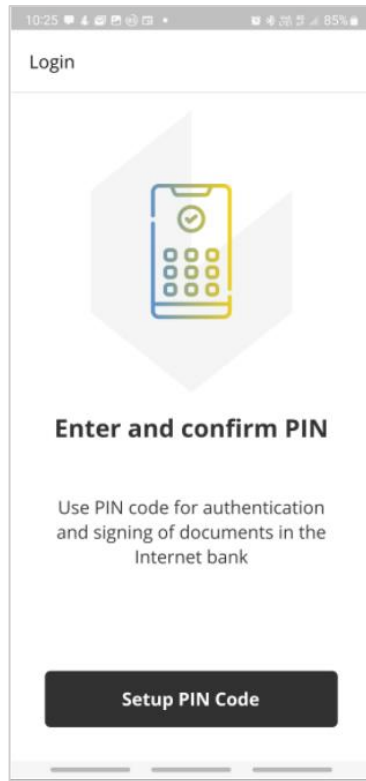 10:25
85%
Login
Enter and confirm PIN
Use PIN code for authentication
and signing of documents in the
Internet bank
Setup PIN Code